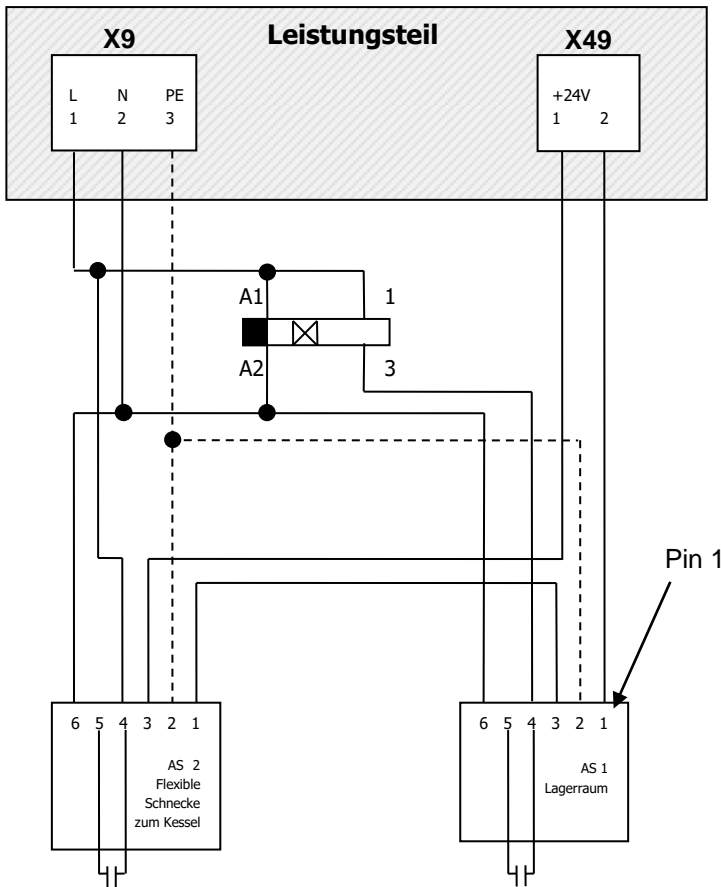 X9 Leistungsteil X49
L N PE
1 2 3
+24V
1 2
A1 1
A2 3
Pin 1
6 5 4 3 2 1
AS 2
Flexible
Schnecke
zum Kessel
6 5 4 3 2 1
AS 1
Lagerraum